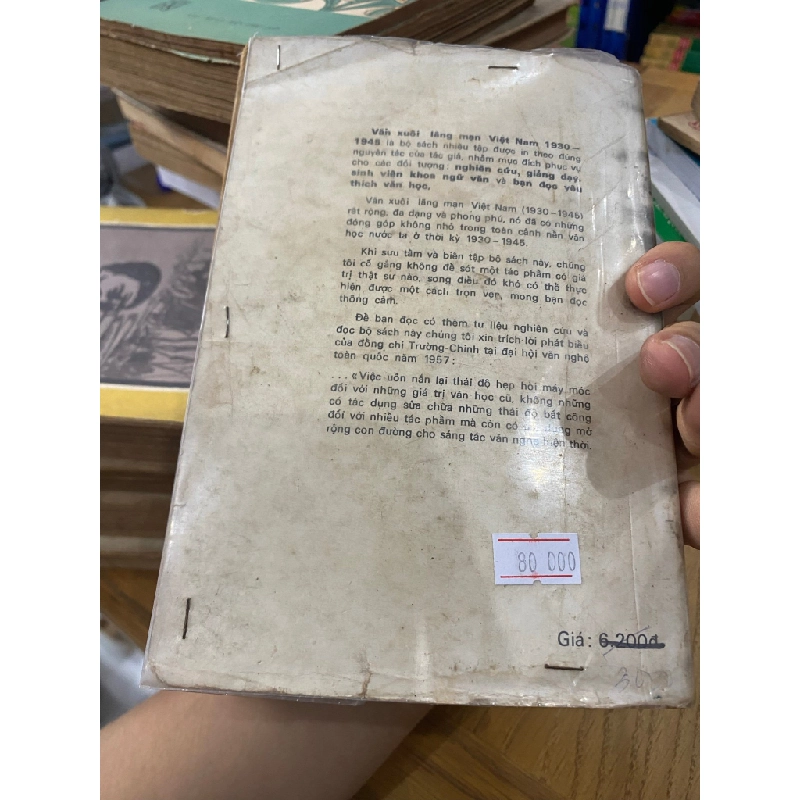 Văn xuôi lãng mạn Việt Nam 1930 –
1945 là bộ sách nhiều tập được in theo đúng
nguyên tác của tác giả, nhằm mục đích phục vụ
cho các đối tượng: nghiên cứu, giảng dạy,
sinh viên khoa ngữ văn và bạn đọc yêu
thích văn học.
Văn xuôi lãng mạn Việt Nam (1930–1945)
rất rộng, đa dạng và phong phú, nó đã có những
đóng góp không nhỏ trong toàn cảnh nền văn
học nước ta ở thời kỳ 1930–1945.
Khi sưu tầm và biên tập bộ sách này, chúng
tôi cố gắng không để sót một tác phẩm có giá
trị thật sự nào, song điều đó khó có thể thực
hiện được một cách trọn vẹn, mong bạn đọc
thông cảm.
Để bạn đọc có thêm tư liệu nghiên cứu và
đọc bộ sách này chúng tôi xin trích lời phát biểu
của đồng chí Trường-Chinh tại đại hội văn nghệ
toàn quốc năm 1957:
... «Việc uốn nắn lại thái độ hẹp hòi máy móc
đối với những giá trị văn học cũ, không những
có tác dụng sửa chữa những thái độ bất công
đối với nhiều tác phẩm mà còn có dụng mở
rộng con đường cho sáng tác văn nghệ hiện thời.
80 000
Giá: 6.200đ